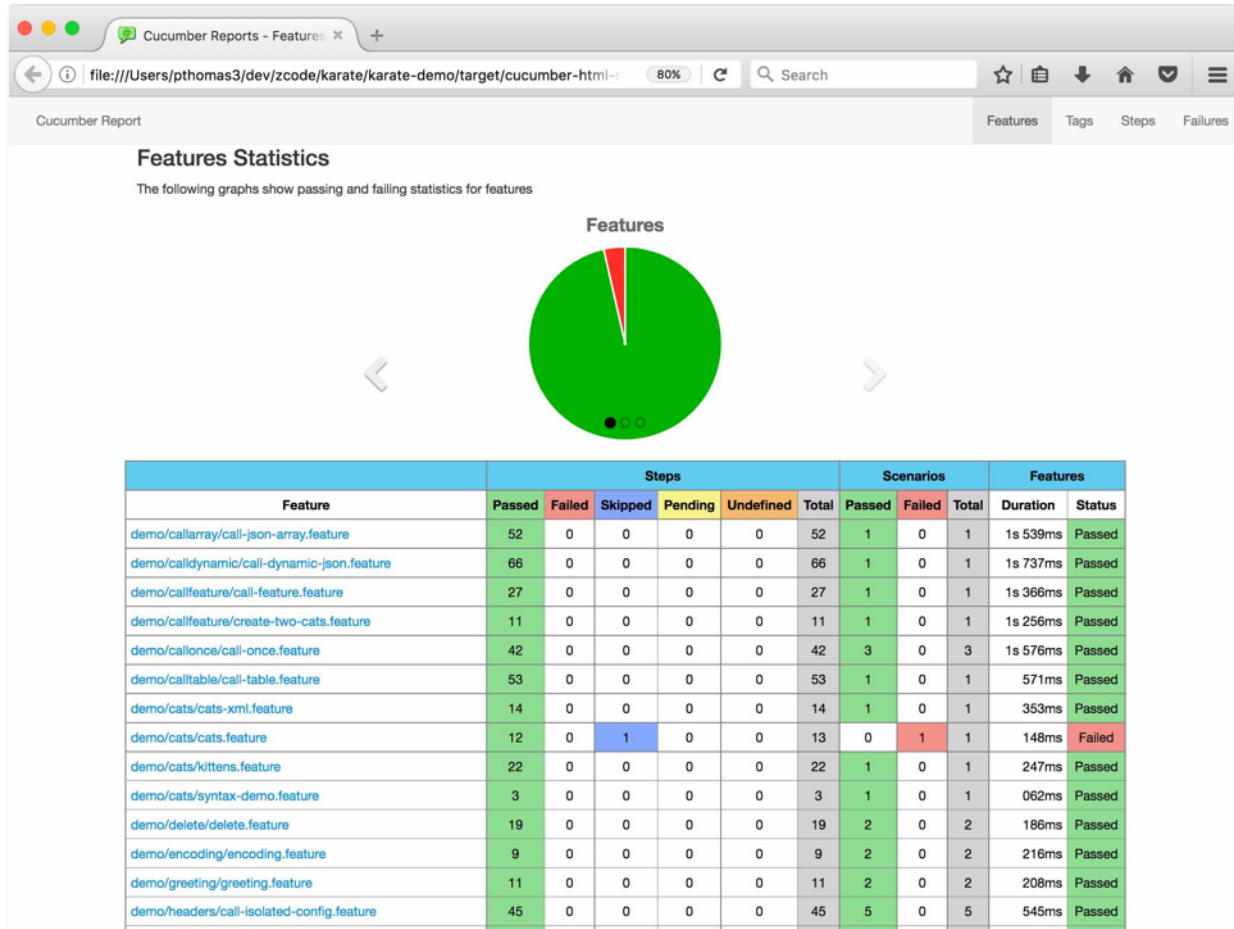 Cucumber Reports - Features
file:///Users/pthomas3/dev/zcode/karate/karate-demo/target/cucumber-html- 80% Search
Cucumber Report Features Tags Steps Failures
Features Statistics
The following graphs show passing and failing statistics for features
Features
Steps Scenarios Features
Feature Passed Failed Skipped Pending Undefined Total Passed Failed Total Duration Status
demo/callarray/call-json-array.feature 52 0 0 0 0 52 1 0 1 1s 539ms Passed
demo/calldynamic/call-dynamic-json.feature 66 0 0 0 0 66 1 0 1 1s 737ms Passed
demo/callfeature/call-feature.feature 27 0 0 0 0 27 1 0 1 1s 366ms Passed
demo/callfeature/create-two-cats.feature 11 0 0 0 0 11 1 0 1 1s 256ms Passed
demo/callonce/call-once.feature 42 0 0 0 0 42 3 0 3 1s 576ms Passed
demo/calltable/call-table.feature 53 0 0 0 0 53 1 0 1 571ms Passed
demo/cats/cats-xml.feature 14 0 0 0 0 14 1 0 1 353ms Passed
demo/cats/cats.feature 12 0 1 0 0 13 0 1 1 148ms Failed
demo/cats/kittens.feature 22 0 0 0 0 22 1 0 1 247ms Passed
demo/cats/syntax-demo.feature 3 0 0 0 0 3 1 0 1 062ms Passed
demo/delete/delete.feature 19 0 0 0 0 19 2 0 2 186ms Passed
demo/encoding/encoding.feature 9 0 0 0 0 9 2 0 2 216ms Passed
demo/greeting/greeting.feature 11 0 0 0 0 11 2 0 2 208ms Passed
demo/headers/call-isolated-config.feature 45 0 0 0 0 45 5 0 5 545ms Passed